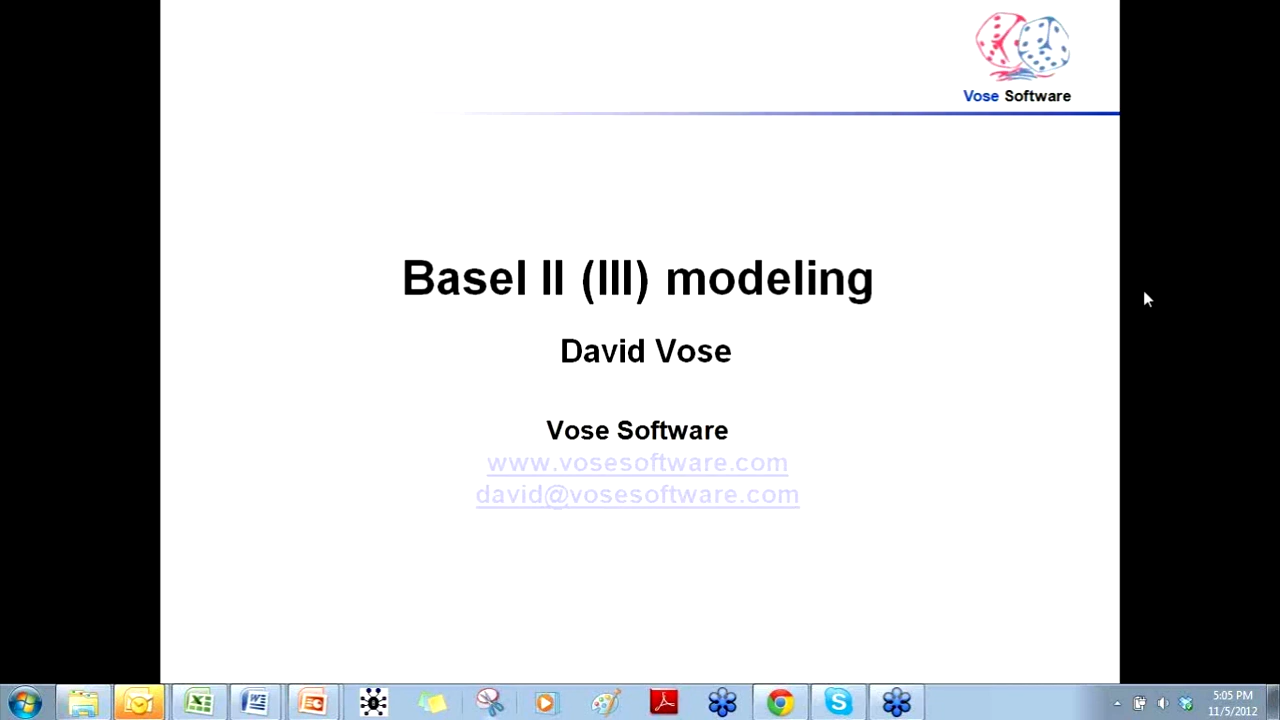 Vose Software
Basel II (III) modeling
David Vose
Vose Software
www.vosesoftware.com
david@vosesoftware.com
5:05 PM
11/5/2012